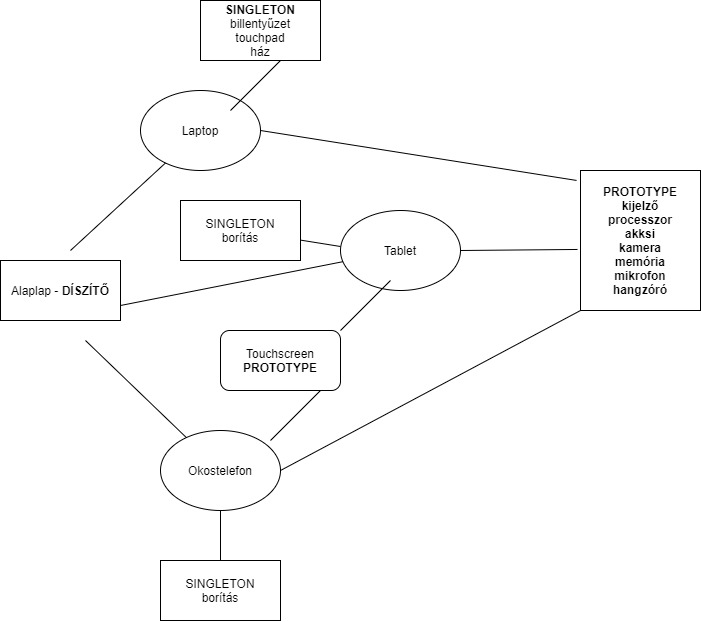 SINGLETON
billentyűzet
touchpad
ház
Laptop
PROTOTYPE
kijelző
processzor
akksi
kamera
memória
mikrofon
hangzóró
SINGLETON
borítás
Tablet
Alaplap - DÍSZÍTŐ
Touchscreen
PROTOTYPE
Okostelefon
SINGLETON
borítás